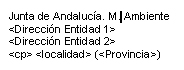 Junta de Andalucía. M. Ambiente
<Dirección Entidad 1>
<Dirección Entidad 2>
<cp> <localidad> (<Provincia>)